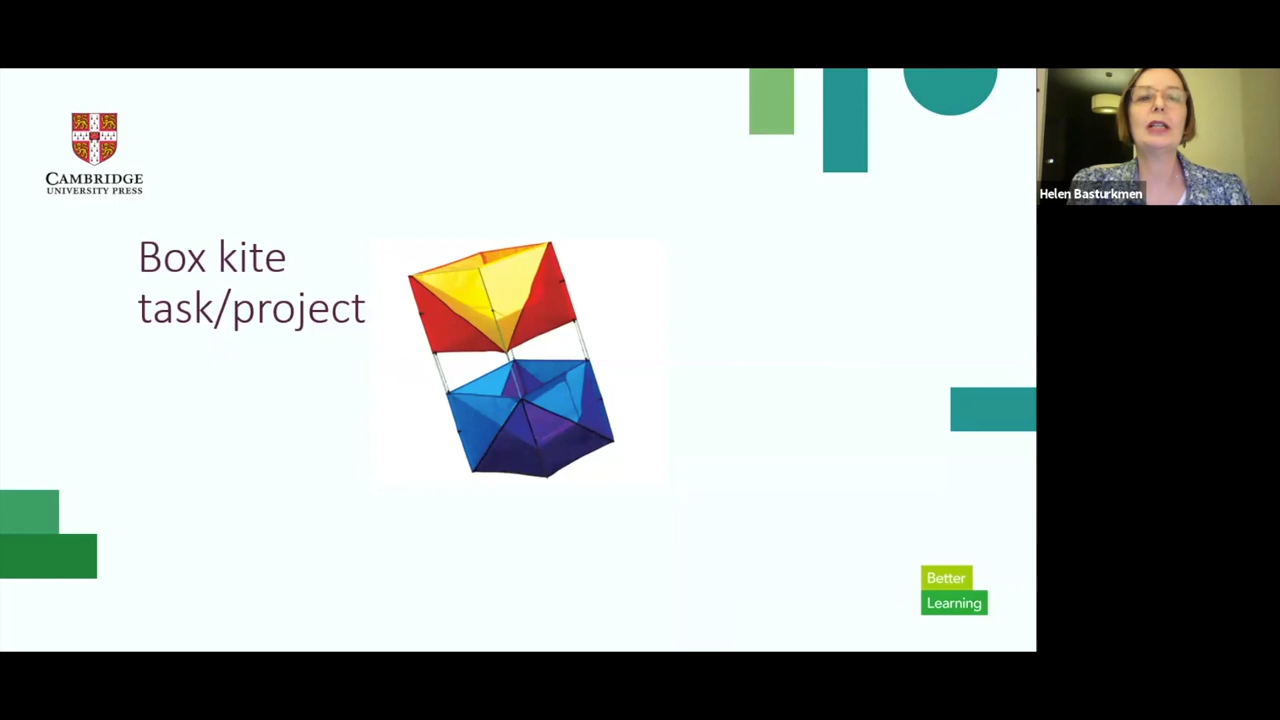 CAMBRIDGE
UNIVERSITY PRESS
Helen Basturkmen
Box kite
task/project
Better
Learning